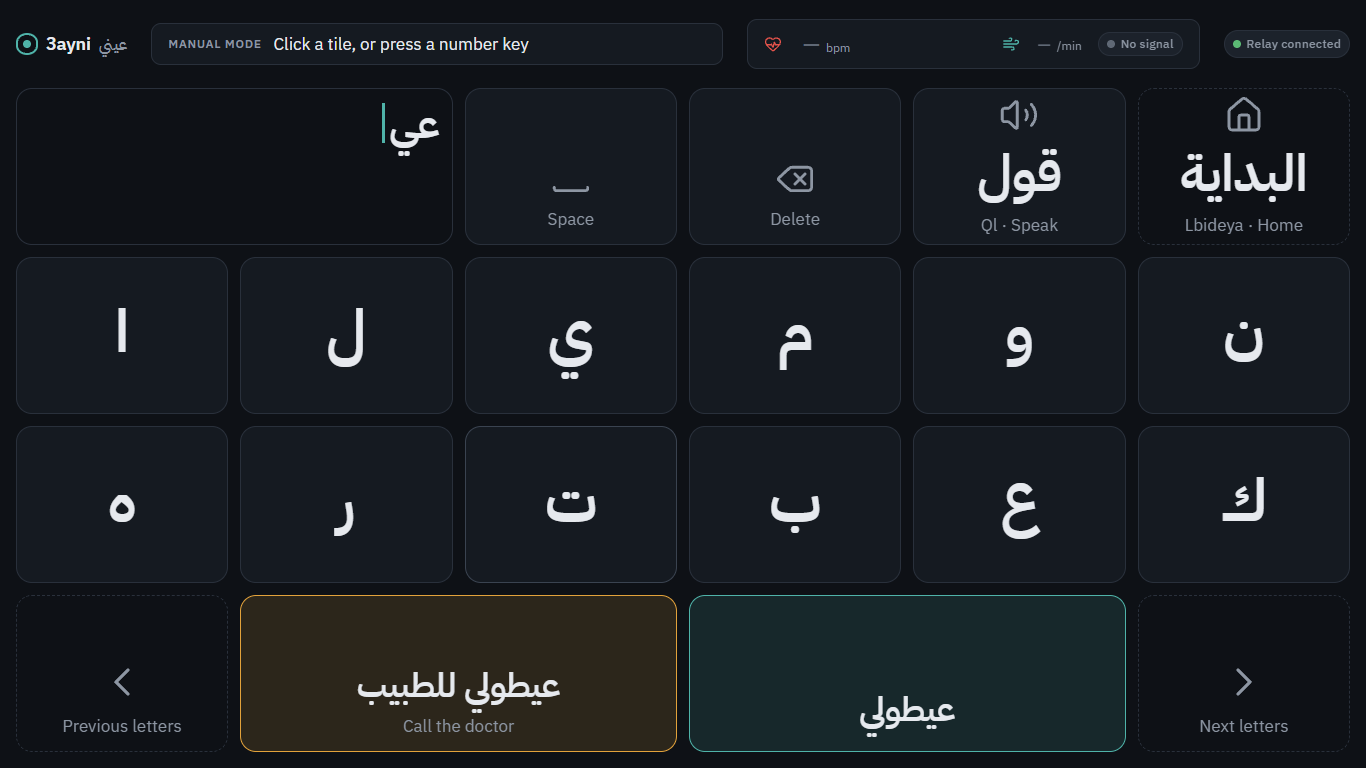 3ayni عيني
MANUAL MODE Click a tile, or press a number key
— bpm
— /min
No signal
Relay connected
عي
Space
Delete
قول
Ql · Speak
البداية
Lbideya · Home
ا
ل
ي
م
و
ن
ه
ر
ت
ب
ع
ك
Previous letters
عيطولي للطبيب
Call the doctor
عيطولي
Next letters